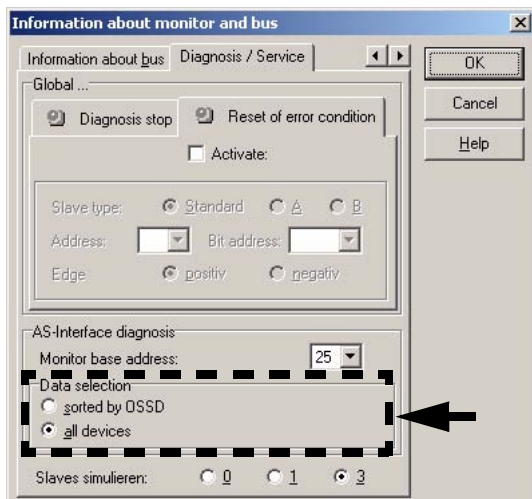 Information about monitor and bus
Information about bus
Diagnosis / Service
OK
Cancel
Help
Global ...
Diagnosis stop
Reset of error condition
Activate:
Slave type: Standard A B
Address: Bit address:
Edge positiv negativ
AS-Interface diagnosis
Monitor base address: 25
Data selection
sorted by OSSD
all devices
Slaves simulieren: 0 1 3